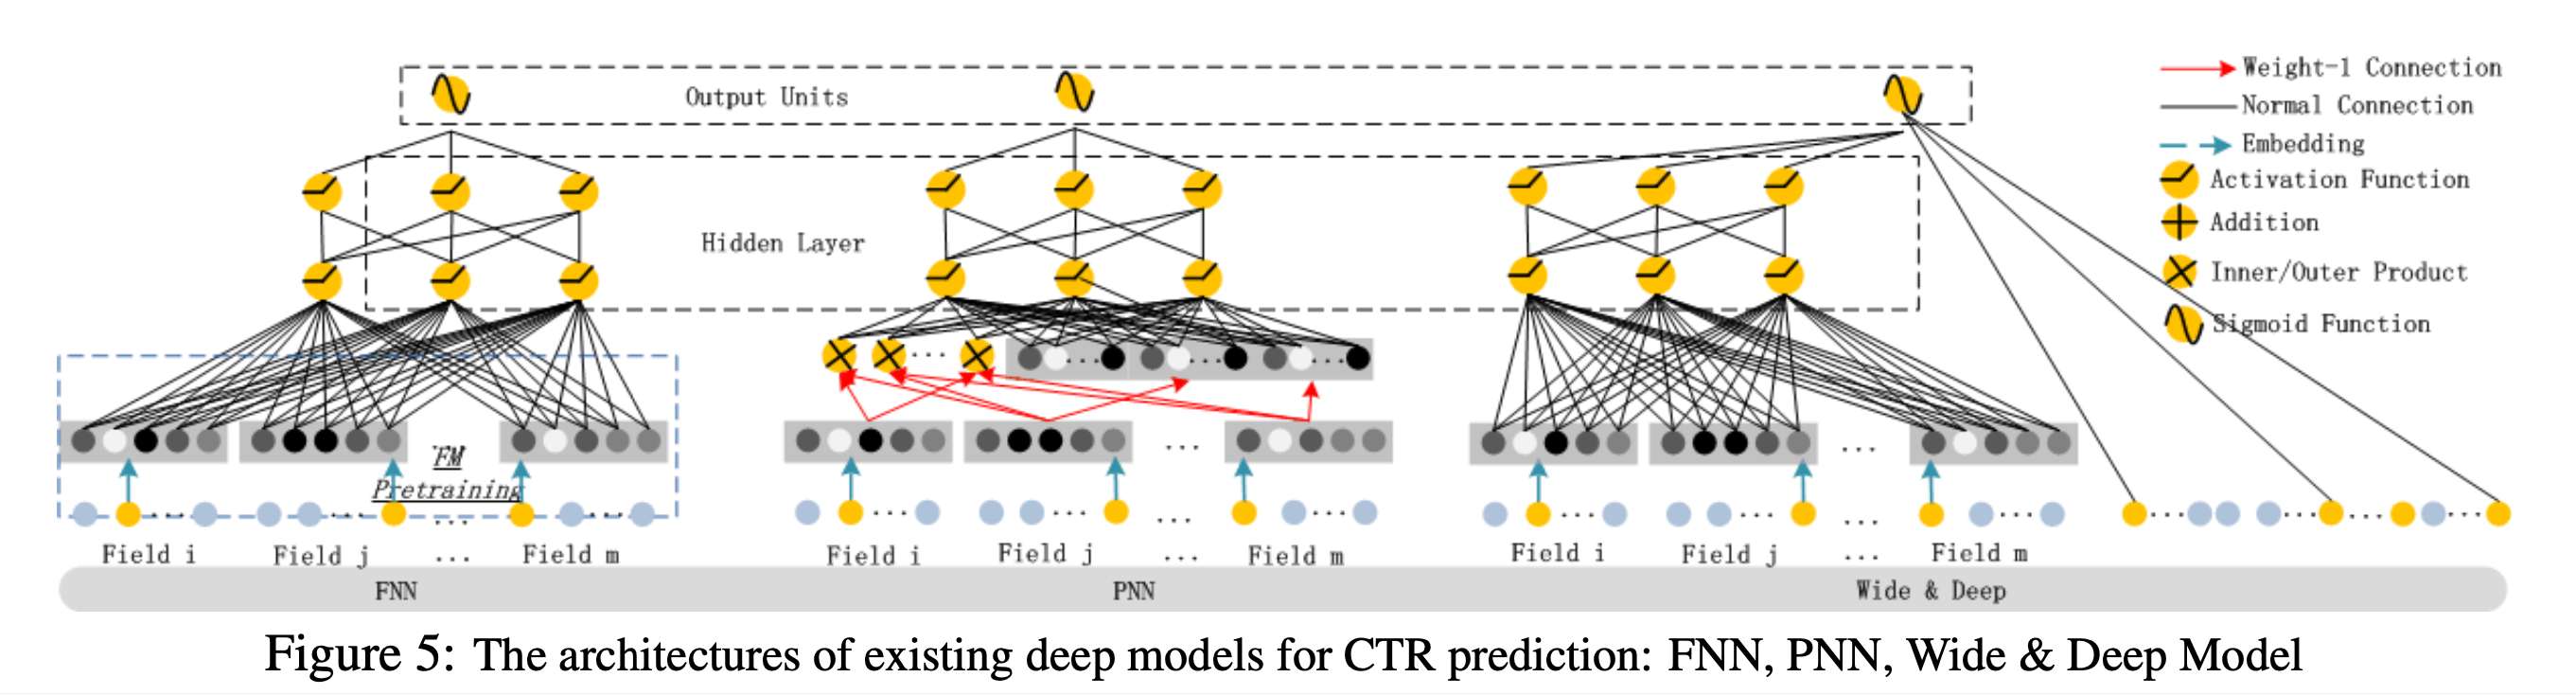 Output Units
Weight-1 Connection
Normal Connection
Embedding
Activation Function
Addition
Inner/Outer Product
Sigmoid Function
Hidden Layer
FM
Pretraining
Field i
Field j
...
Field m
Field i
Field j
...
Field m
Field i
Field j
...
Field m
FNN
PNN
Wide & Deep
Figure 5: The architectures of existing deep models for CTR prediction: FNN, PNN, Wide & Deep Model